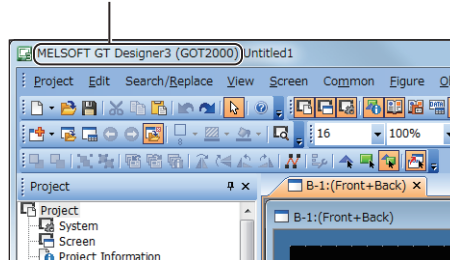 MELSOFT GT Designer3 (GOT2000) Untitled1
Project Edit Search/Replace View Screen Common Figure
16 100%
Project
B-1:(Front+Back)
Project
B-1:(Front+Back)
System
Screen
Project Information